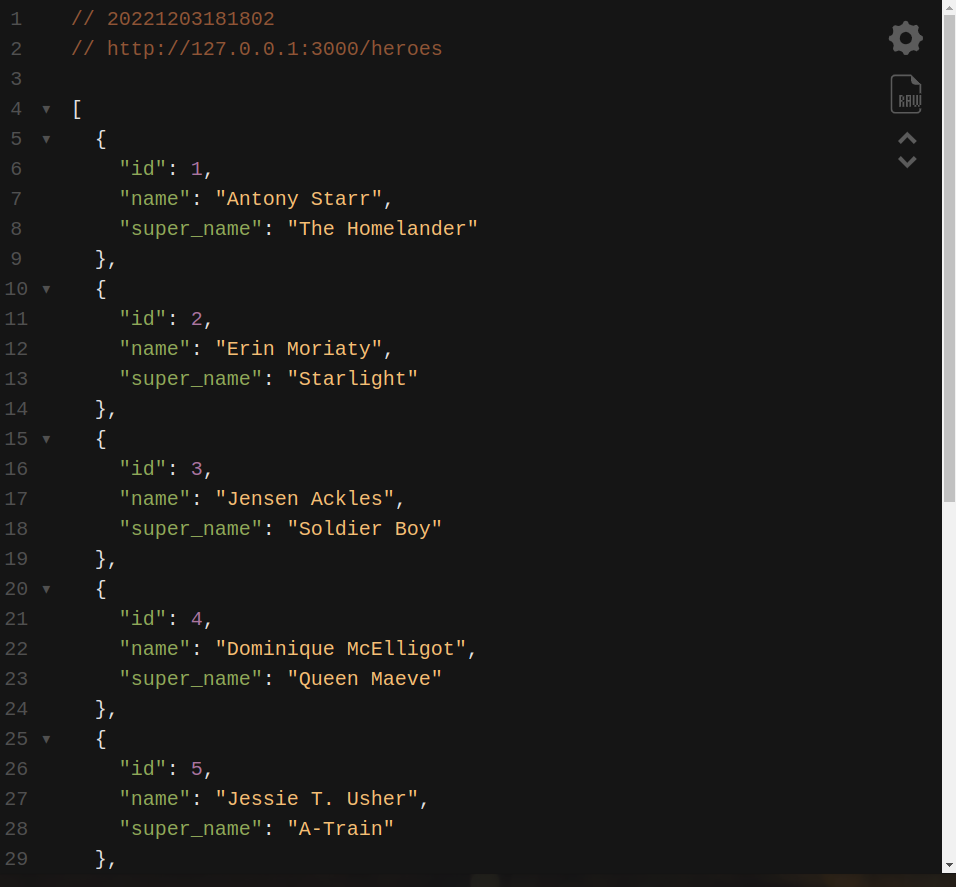 1 // 20221203181802
2 // http://127.0.0.1:3000/heroes
3
4 ▼ [
5 ▼ {
6 "id": 1,
7 "name": "Antony Starr",
8 "super_name": "The Homelander"
9 },
10 ▼ {
11 "id": 2,
12 "name": "Erin Moriaty",
13 "super_name": "Starlight"
14 },
15 ▼ {
16 "id": 3,
17 "name": "Jensen Ackles",
18 "super_name": "Soldier Boy"
19 },
20 ▼ {
21 "id": 4,
22 "name": "Dominique McElligot",
23 "super_name": "Queen Maeve"
24 },
25 ▼ {
26 "id": 5,
27 "name": "Jessie T. Usher",
28 "super_name": "A-Train"
29 },
RAW